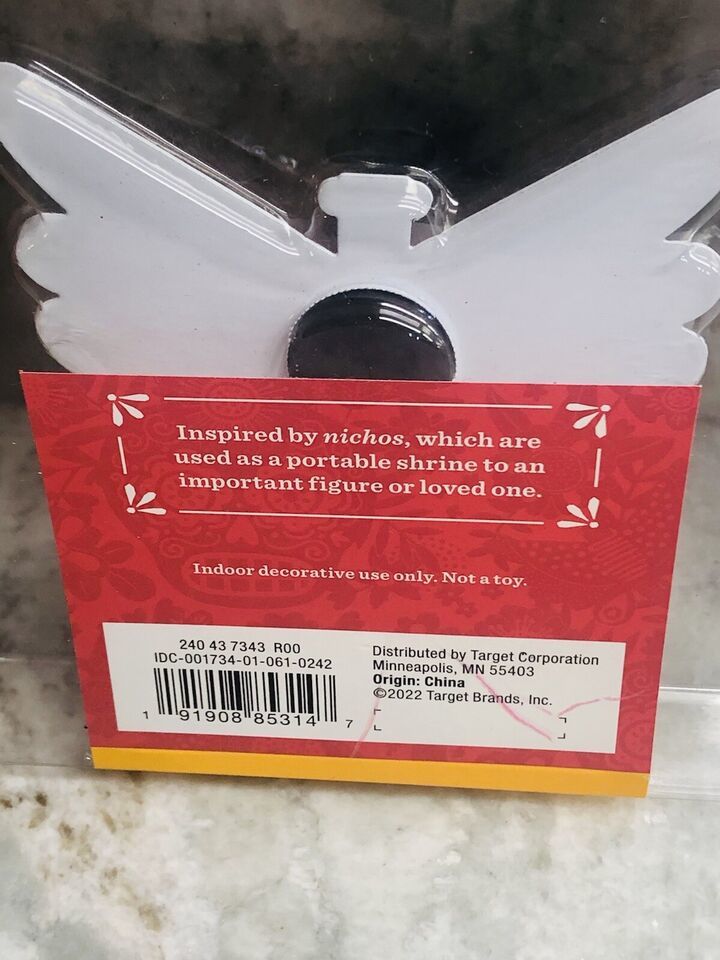 Inspired by nichos, which are
used as a portable shrine to an
important figure or loved one.
Indoor decorative use only. Not a toy.
240 43 7343 R00
IDC-001734-01-061-0242
1 91908 85314 7
Distributed by Target Corporation
Minneapolis, MN 55403
Origin: China
©2022 Target Brands, Inc.